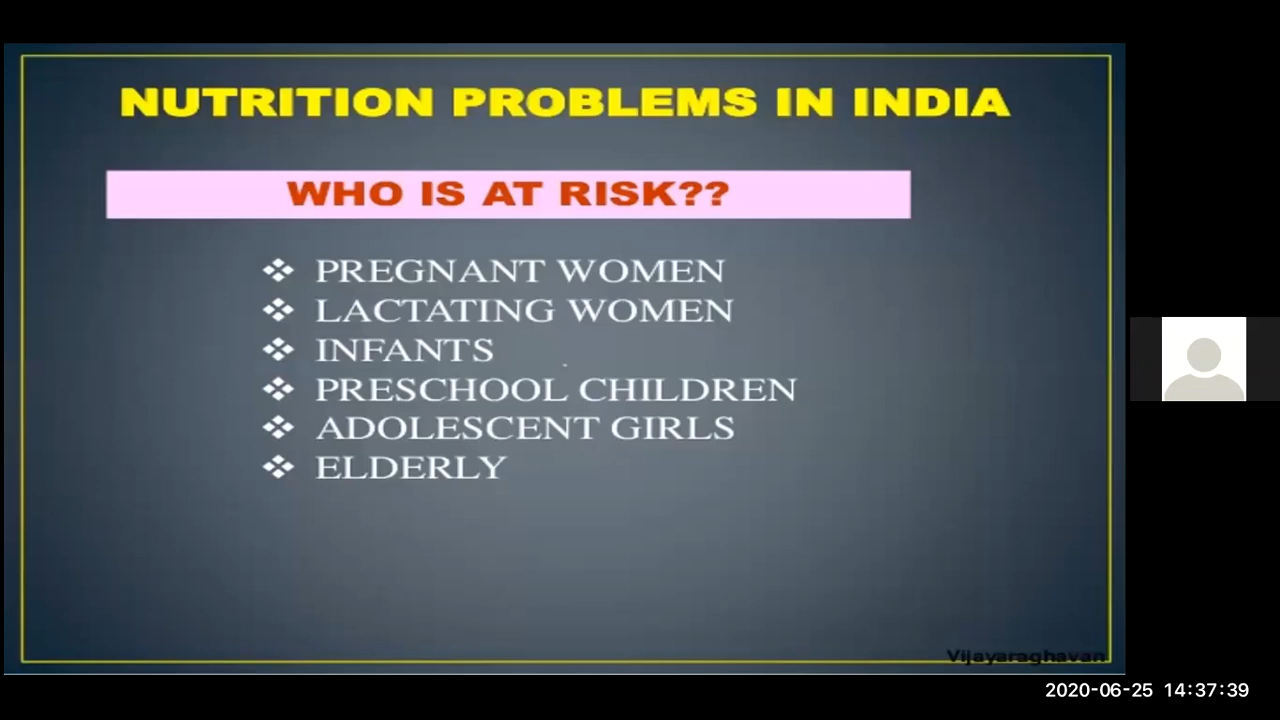 NUTRITION PROBLEMS IN INDIA
WHO IS AT RISK??
❖ PREGNANT WOMEN
❖ LACTATING WOMEN
❖ INFANTS
❖ PRESCHOOL CHILDREN
❖ ADOLESCENT GIRLS
❖ ELDERLY
Vijayaraghavan
2020-06-25 14:37:39